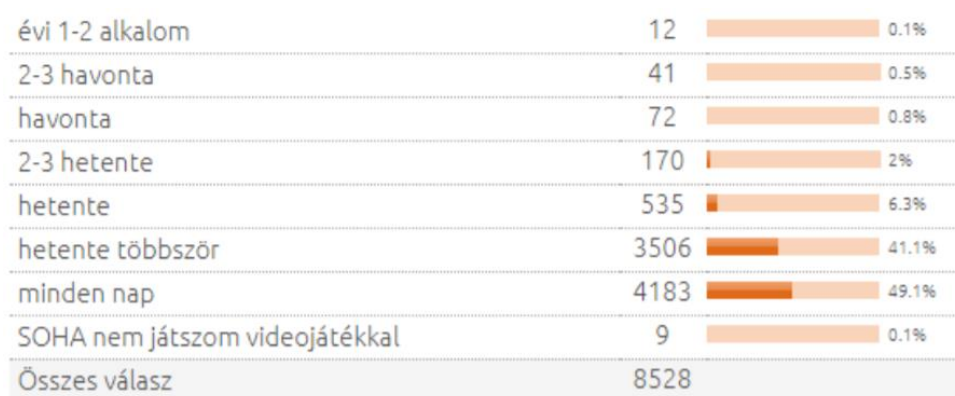 évi 1-2 alkalom 12 0.1%
2-3 havonta 41 0.5%
havonta 72 0.8%
2-3 hetente 170 2%
hetente 535 6.3%
hetente többször 3506 41.1%
minden nap 4183 49.1%
SOHA nem játszom videojátékkal 9 0.1%
Összes válasz 8528